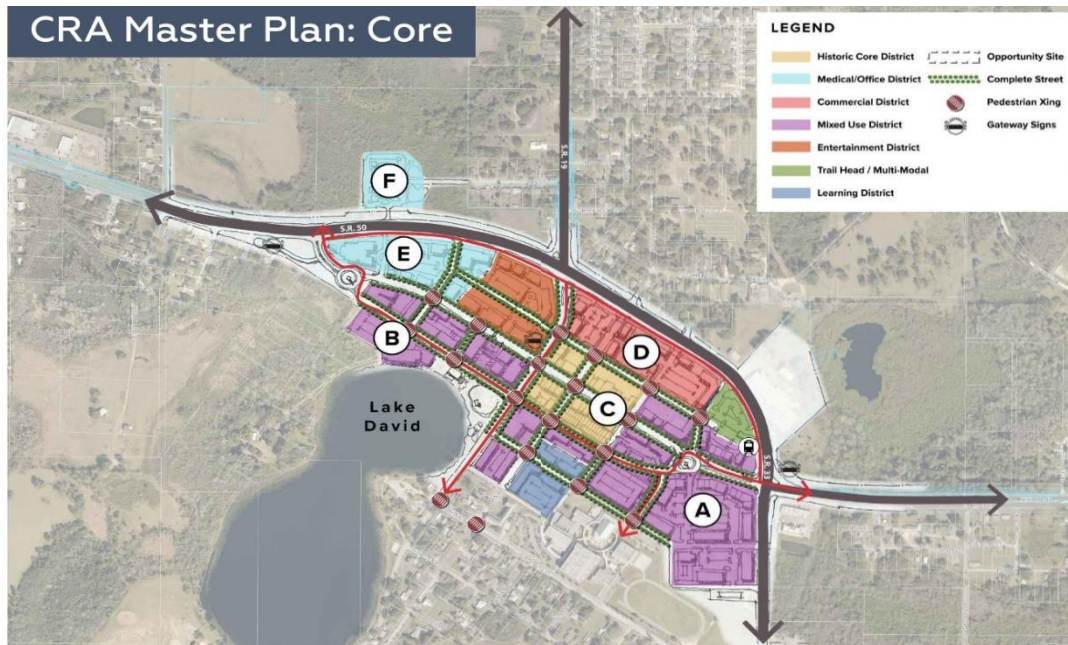 CRA Master Plan: Core
LEGEND
Historic Core District
Medical/Office District
Commercial District
Mixed Use District
Entertainment District
Trail Head / Multi-Modal
Learning District
Opportunity Site
Complete Street
Pedestrian Xing
Gateway Signs
S.R. 19
F
S.R. 50
E
B
D
Lake
David
C
S.R. 33
A